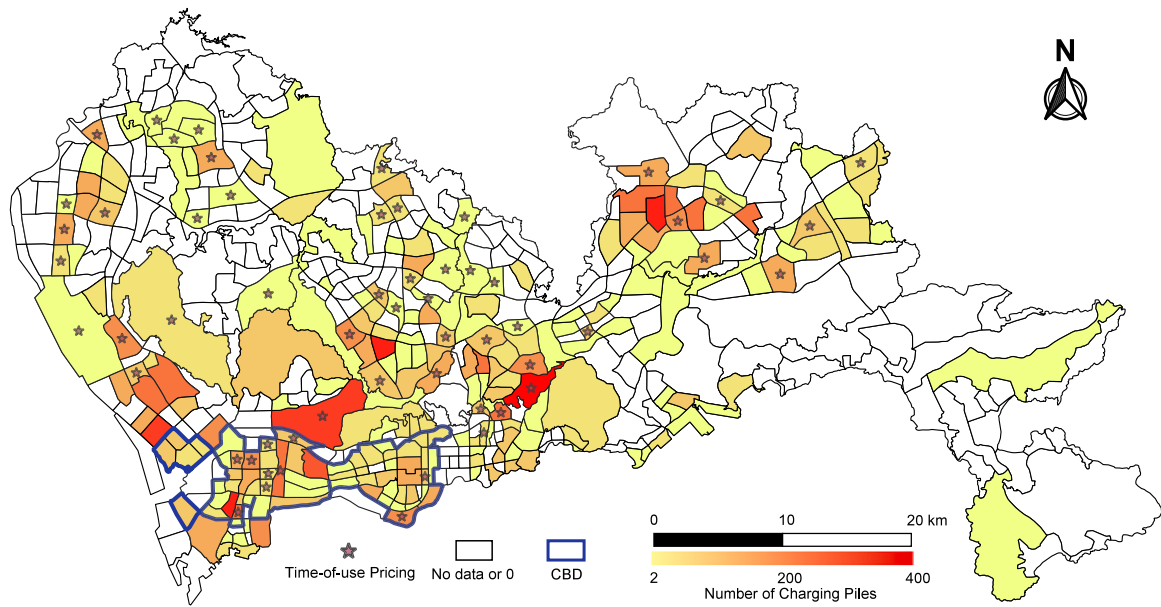 N
0 10 20 km
Time-of-use Pricing No data or 0 CBD
2 200 400
Number of Charging Piles